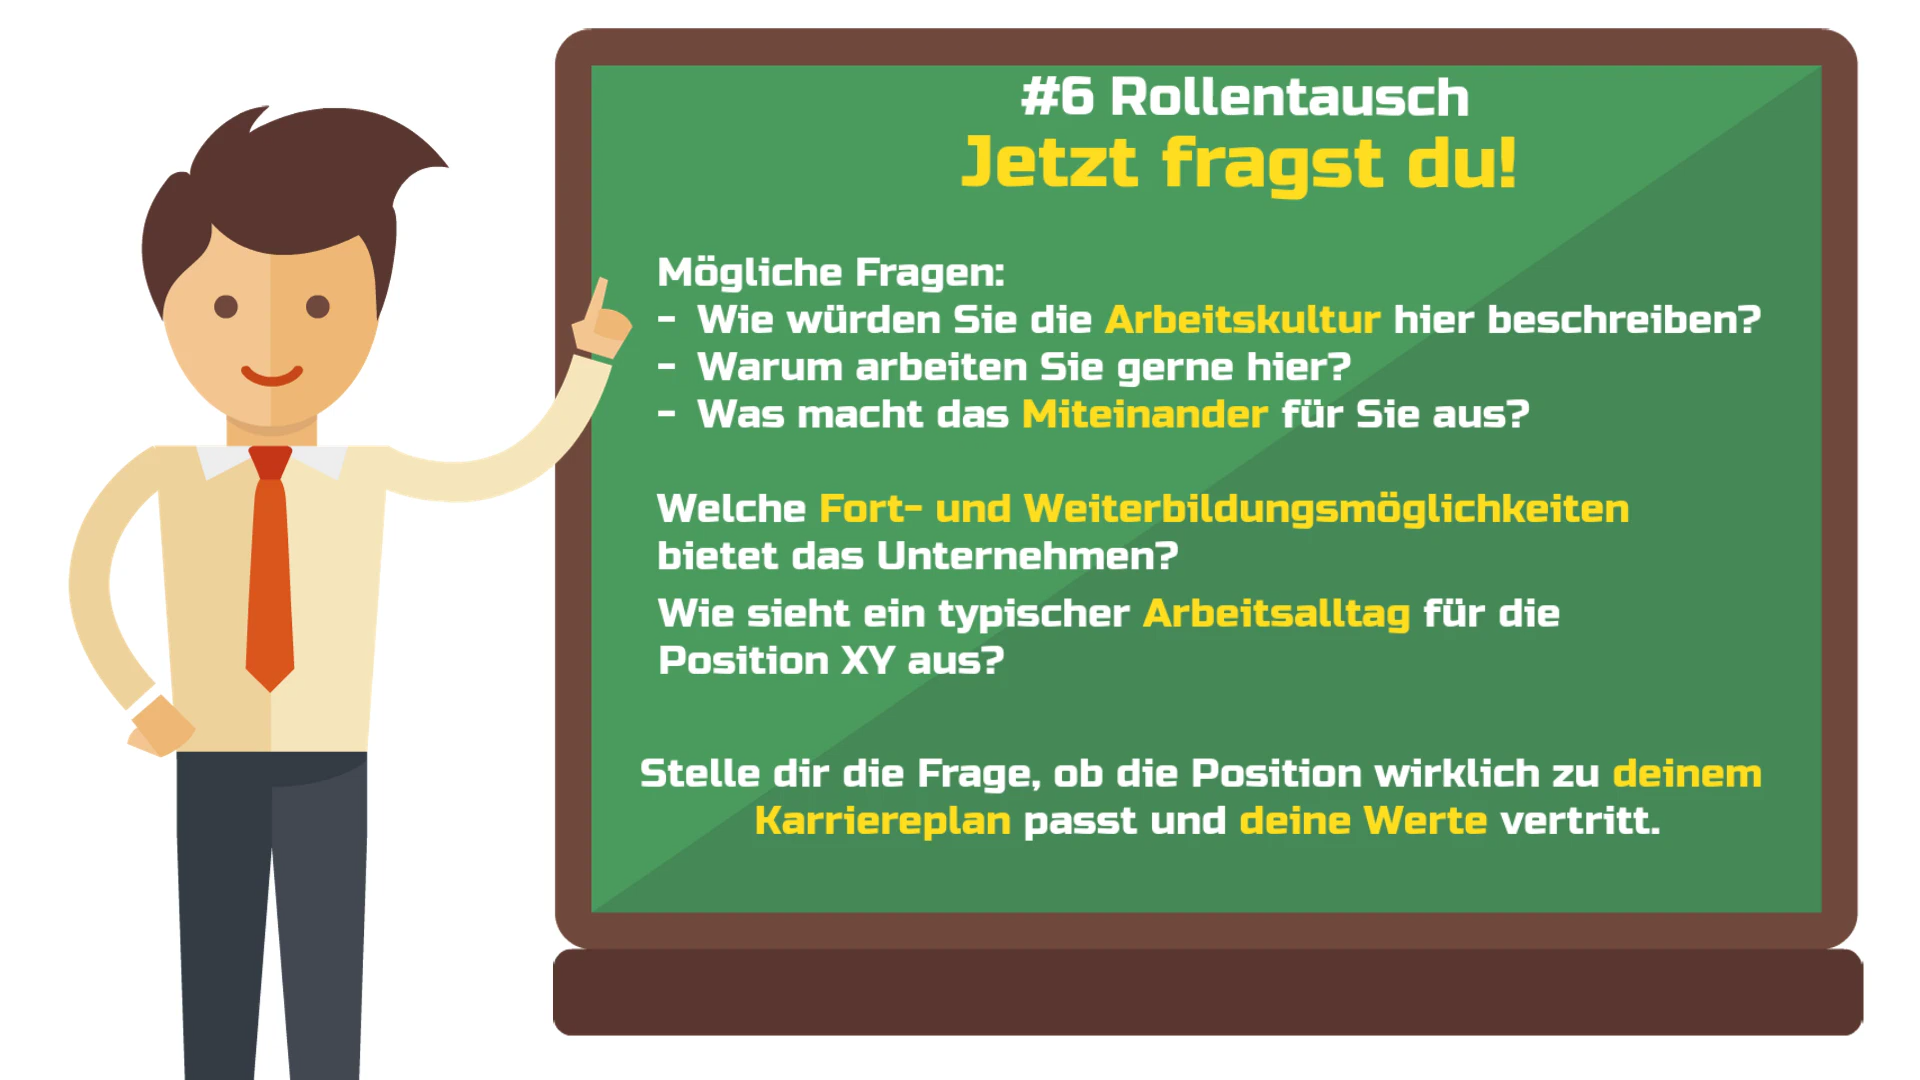 #6 Rollentausch
Jetzt fragst du!
Mögliche Fragen:
- Wie würden Sie die Arbeitskultur hier beschreiben?
- Warum arbeiten Sie gerne hier?
- Was macht das Miteinander für Sie aus?
Welche Fort- und Weiterbildungsmöglichkeiten
bietet das Unternehmen?
Wie sieht ein typischer Arbeitsalltag für die
Position XY aus?
Stelle dir die Frage, ob die Position wirklich zu deinem
Karriereplan passt und deine Werte vertritt.